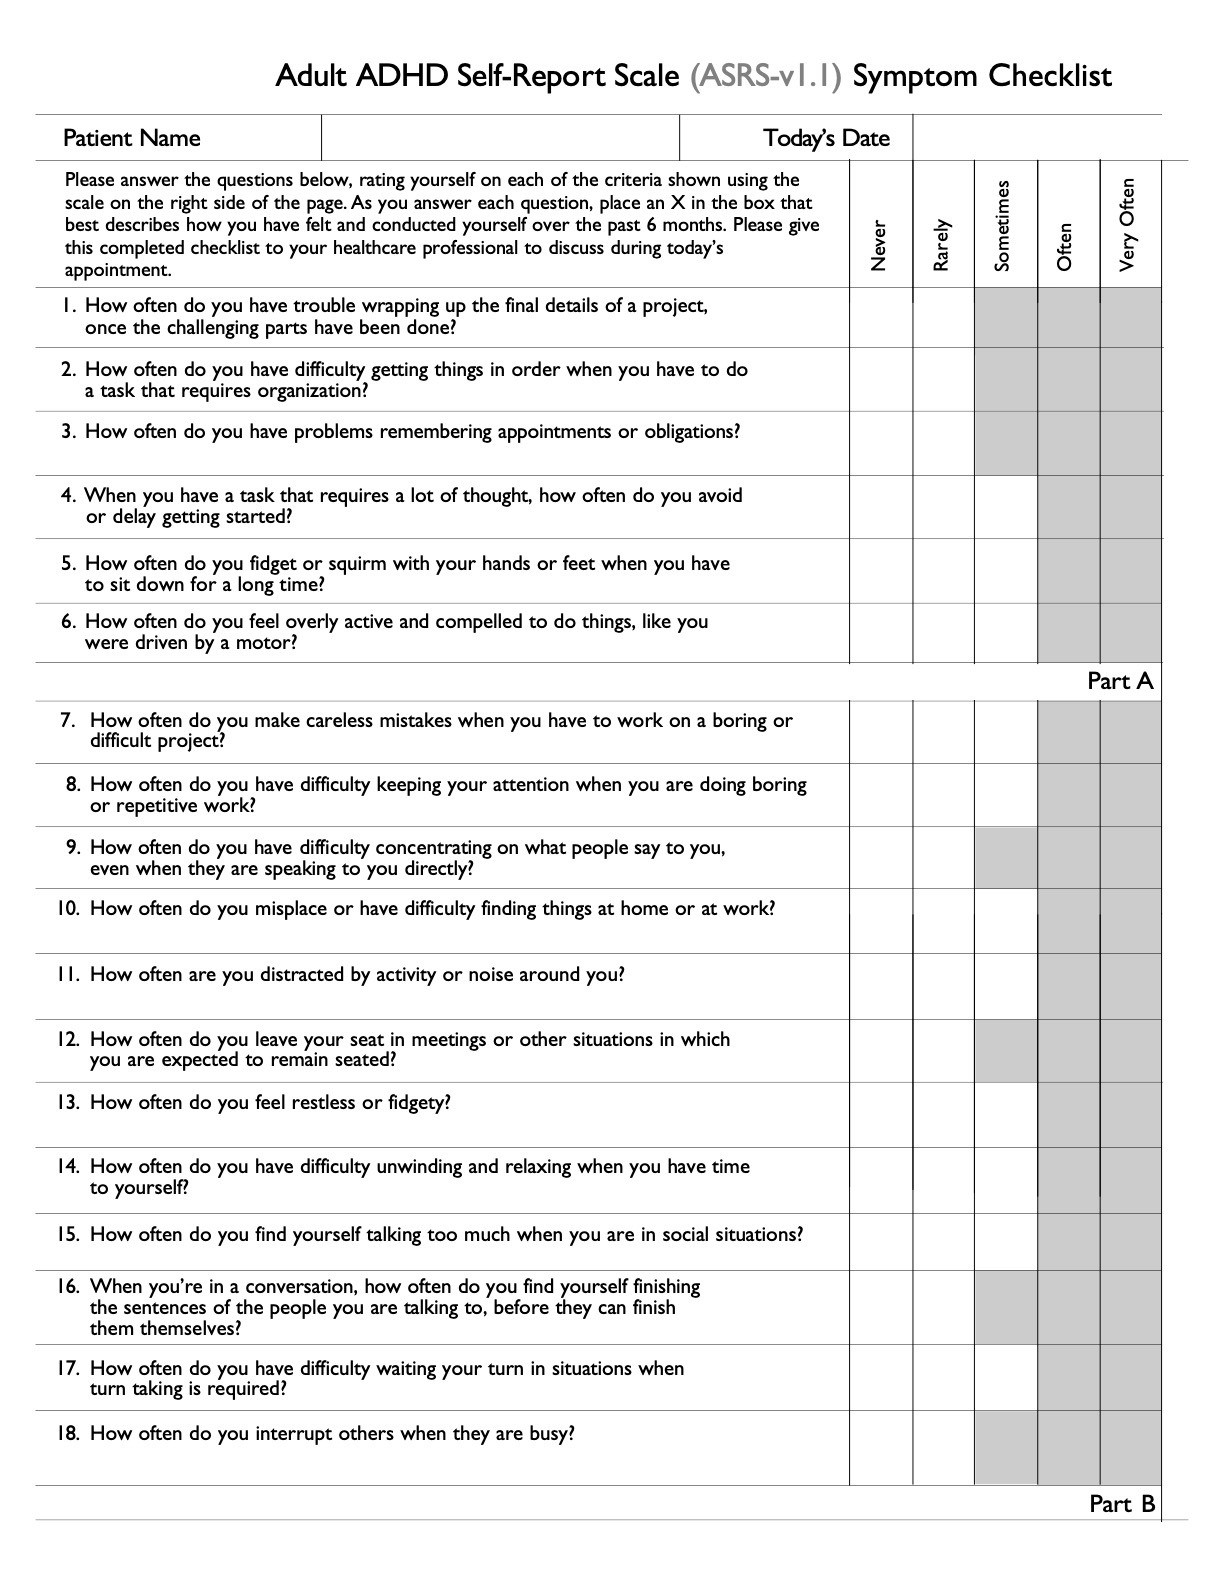 Adult ADHD Self-Report Scale (ASRS-v1.1) Symptom Checklist
Patient Name
Today's Date
Please answer the questions below, rating yourself on each of the criteria shown using the
scale on the right side of the page. As you answer each question, place an X in the box that
best describes how you have felt and conducted yourself over the past 6 months. Please give
this completed checklist to your healthcare professional to discuss during today's
appointment.
Never
Rarely
Sometimes
Often
Very Often
1. How often do you have trouble wrapping up the final details of a project,
once the challenging parts have been done?
2. How often do you have difficulty getting things in order when you have to do
a task that requires organization?
3. How often do you have problems remembering appointments or obligations?
4. When you have a task that requires a lot of thought, how often do you avoid
or delay getting started?
5. How often do you fidget or squirm with your hands or feet when you have
to sit down for a long time?
6. How often do you feel overly active and compelled to do things, like you
were driven by a motor?
Part A
7. How often do you make careless mistakes when you have to work on a boring or
difficult project?
8. How often do you have difficulty keeping your attention when you are doing boring
or repetitive work?
9. How often do you have difficulty concentrating on what people say to you,
even when they are speaking to you directly?
10. How often do you misplace or have difficulty finding things at home or at work?
11. How often are you distracted by activity or noise around you?
12. How often do you leave your seat in meetings or other situations in which
you are expected to remain seated?
13. How often do you feel restless or fidgety?
14. How often do you have difficulty unwinding and relaxing when you have time
to yourself?
15. How often do you find yourself talking too much when you are in social situations?
16. When you're in a conversation, how often do you find yourself finishing
the sentences of the people you are talking to, before they can finish
them themselves?
17. How often do you have difficulty waiting your turn in situations when
turn taking is required?
18. How often do you interrupt others when they are busy?
Part B